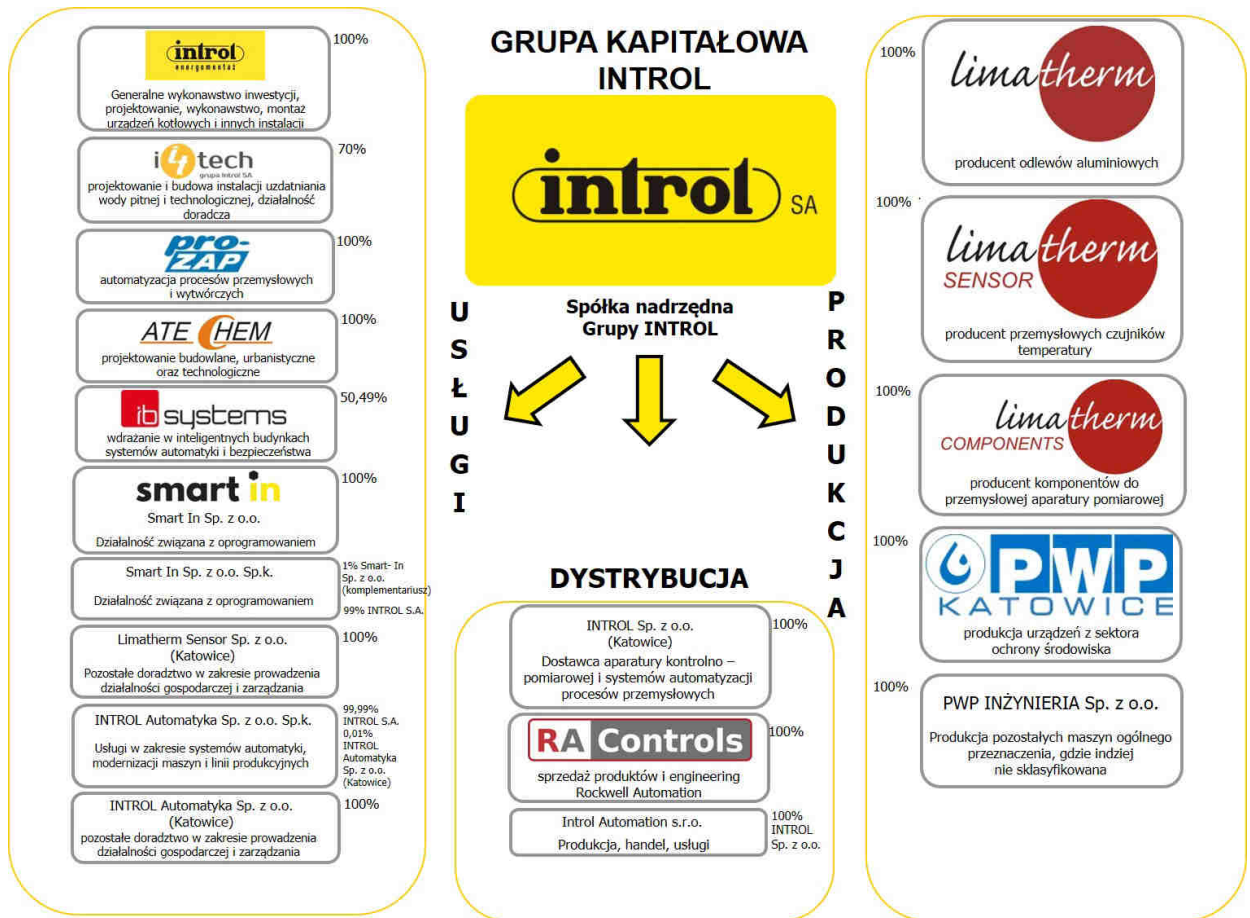 GRUPA KAPITAŁOWA
INTROL
introl SA
Spółka nadrzędna
Grupy INTROL
USŁUGI
introl
energomontaż
100%
Generalne wykonawstwo inwestycji,
projektowanie, wykonawstwo, montaż
urządzeń kotłowych i innych instalacji
i4tech
grupa Introl SA
70%
projektowanie i budowa instalacji uzdatniania
wody pitnej i technologicznej, działalność
doradcza
pro-
ZAP
100%
automatyzacja procesów przemysłowych
i wytwórczych
ATECHEM
100%
projektowanie budowlane, urbanistyczne
oraz technologiczne
ib systems
50,49%
wdrażanie w inteligentnych budynkach
systemów automatyki i bezpieczeństwa
smart in
100%
Smart In Sp. z o.o.
Działalność związana z oprogramowaniem
Smart In Sp. z o.o. Sp.k.
Działalność związana z oprogramowaniem
1% Smart- In
Sp. z o.o.
(komplementariusz)
99% INTROL S.A.
Limatherm Sensor Sp. z o.o.
(Katowice)
100%
Pozostałe doradztwo w zakresie prowadzenia
działalności gospodarczej i zarządzania
INTROL Automatyka Sp. z o.o. Sp.k.
Usługi w zakresie systemów automatyki,
modernizacji maszyn i linii produkcyjnych
99,99%
INTROL S.A.
0,01%
INTROL
Automatyka
Sp. z o.o.
(Katowice)
INTROL Automatyka Sp. z o.o.
(Katowice)
100%
pozostałe doradztwo w zakresie prowadzenia
działalności gospodarczej i zarządzania
DYSTRYBUCJA
INTROL Sp. z o.o.
(Katowice)
100%
Dostawca aparatury kontrolno –
pomiarowej i systemów automatyzacji
procesów przemysłowych
RA Controls
100%
sprzedaż produktów i engineering
Rockwell Automation
Introl Automation s.r.o.
Produkcja, handel, usługi
100%
INTROL
Sp. z o.o.
PRODUKCJA
100%
limatherm
producent odlewów aluminiowych
100%
limatherm
SENSOR
producent przemysłowych czujników
temperatury
100%
limatherm
COMPONENTS
producent komponentów do
przemysłowej aparatury pomiarowej
100%
PWP
KATOWICE
produkcja urządzeń z sektora
ochrony środowiska
100%
PWP INŻYNIERIA Sp. z o.o.
Produkcja pozostałych maszyn ogólnego
przeznaczenia, gdzie indziej
nie sklasyfikowana